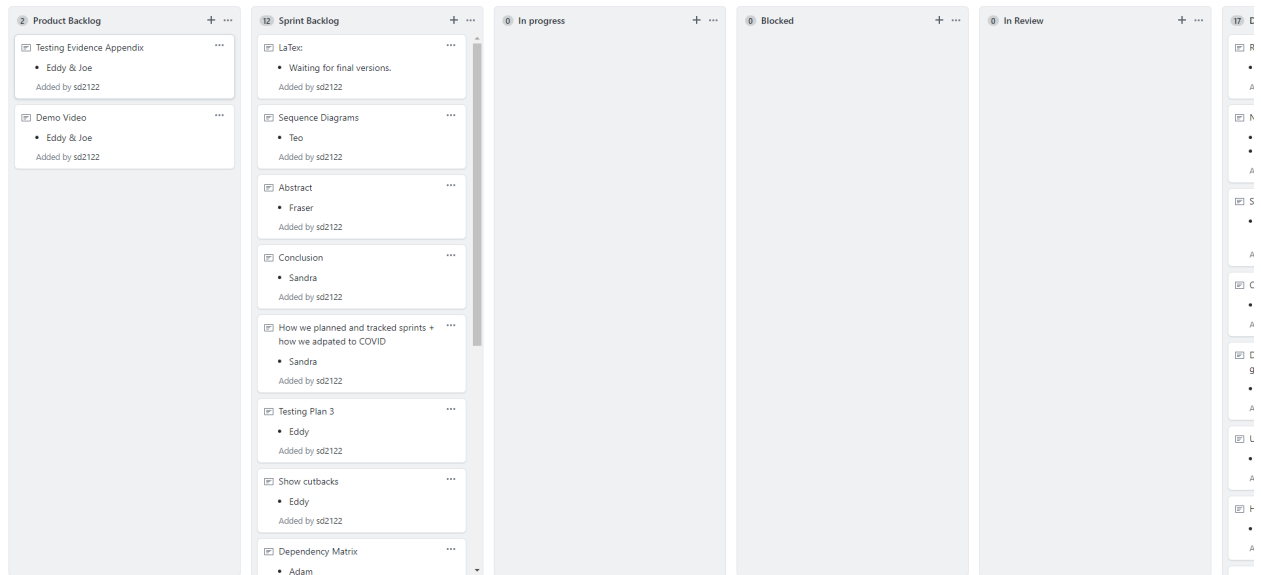 2 Product Backlog
Testing Evidence Appendix
Eddy & Joe
Added by sd2122
Demo Video
Eddy & Joe
Added by sd2122
12 Sprint Backlog
LaTex:
Waiting for final versions.
Added by sd2122
Sequence Diagrams
Teo
Added by sd2122
Abstract
Fraser
Added by sd2122
Conclusion
Sandra
Added by sd2122
How we planned and tracked sprints +
how we adpated to COVID
Sandra
Added by sd2122
Testing Plan 3
Eddy
Added by sd2122
Show cutbacks
Eddy
Added by sd2122
Dependency Matrix
Adam
0 In progress
0 Blocked
0 In Review
17